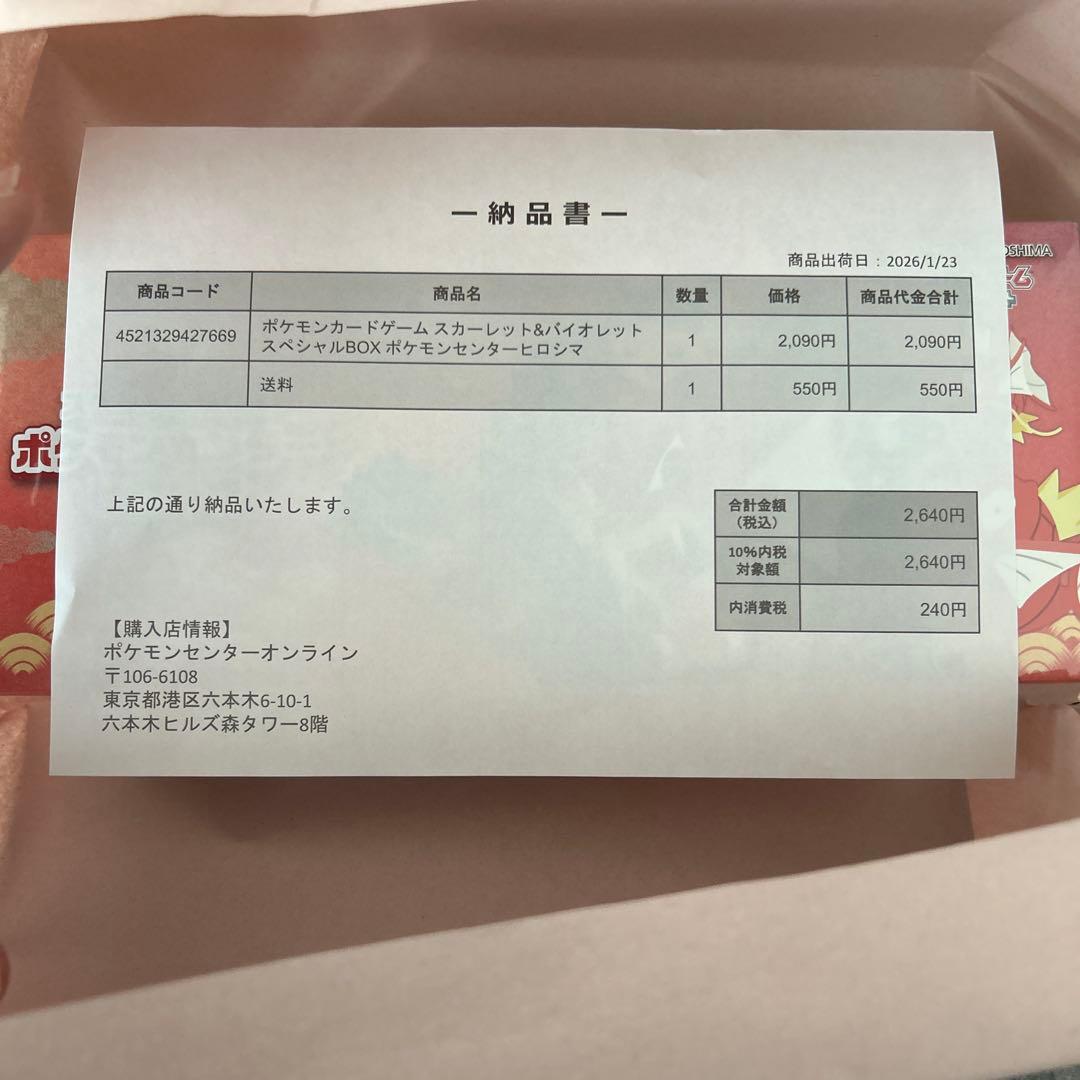 ー 納 品 書 ー
商品出荷日：2026/1/23
商品コード 商品名 数量 価格 商品代金合計
4521329427669 ポケモンカードゲーム スカーレット&バイオレット
スペシャルBOX ポケモンセンターヒロシマ 1 2,090円 2,090円
送料 1 550円 550円
上記の通り納品いたします。
合計金額
（税込） 2,640円
10%内税
対象額 2,640円
内消費税 240円
【購入店情報】
ポケモンセンターオンライン
〒106-6108
東京都港区六本木6-10-1
六本木ヒルズ森タワー8階
OSHIMA
ポケ